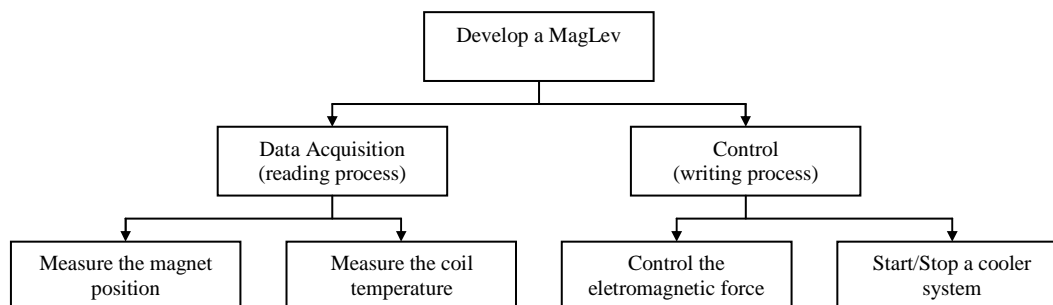 Develop a MagLev
Data Acquisition
(reading process)
Control
(writing process)
Measure the magnet
position
Measure the coil
temperature
Control the
eletromagnetic force
Start/Stop a cooler
system